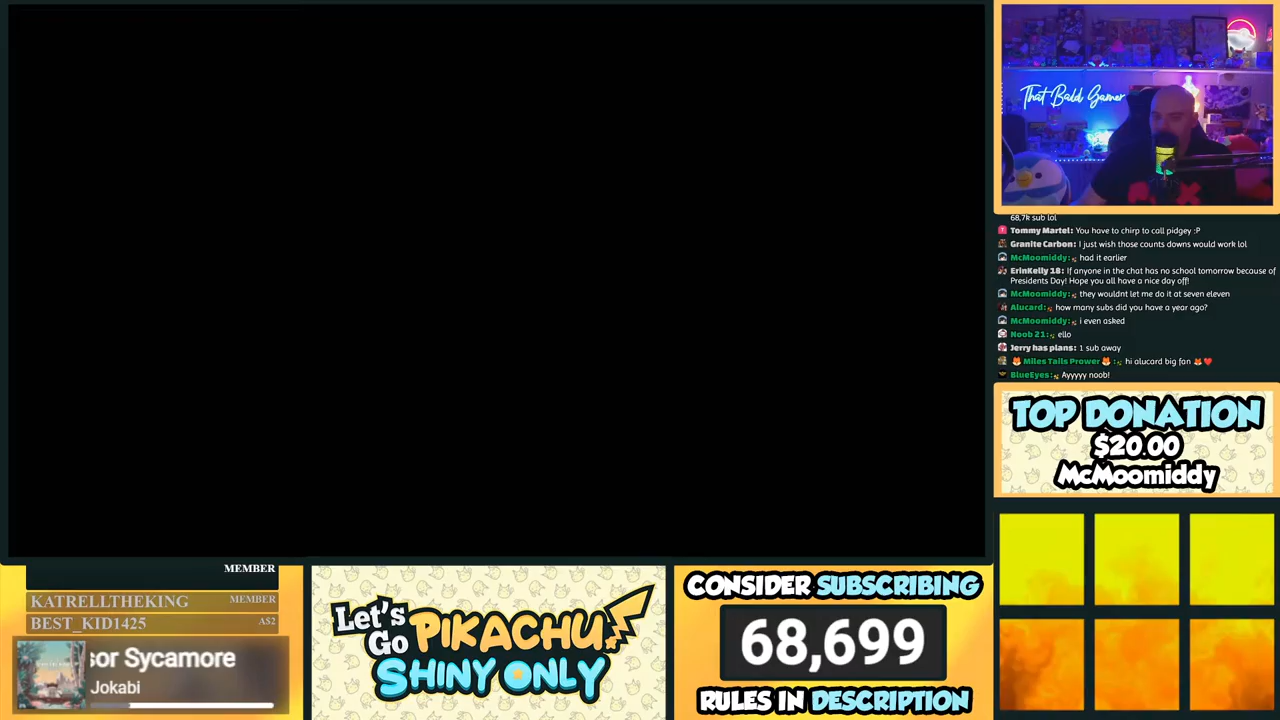 That Bald Gamer
68,7k sub lol
Tommy Martel: You have to chirp to call pidgey :P
Granite Carbon: I just wish those counts downs would work lol
McMoomiddy: had it earlier
ErinKelly 18: If anyone in the chat has no school tomorrow because of
Presidents Day! Hope you all have a nice day off!
McMoomiddy: they wouldnt let me do it at seven eleven
Alucard: how many subs did you have a year ago?
McMoomiddy: i even asked
Noob 21: ello
Jerry has plans: 1 sub away
🦊 Miles Tails Prower 🦊 : hi alucard big fan 🦊❤️
BlueEyes: Ayyyyy noob!
TOP DONATION
$20.00
McMoomiddy
MEMBER
KATRELLTHEKING MEMBER
BEST_KID1425 A$2
sor Sycamore
Jokabi
Let's
Go PIKACHU
SHINY ONLY
CONSIDER SUBSCRIBING
68,699
RULES IN DESCRIPTION